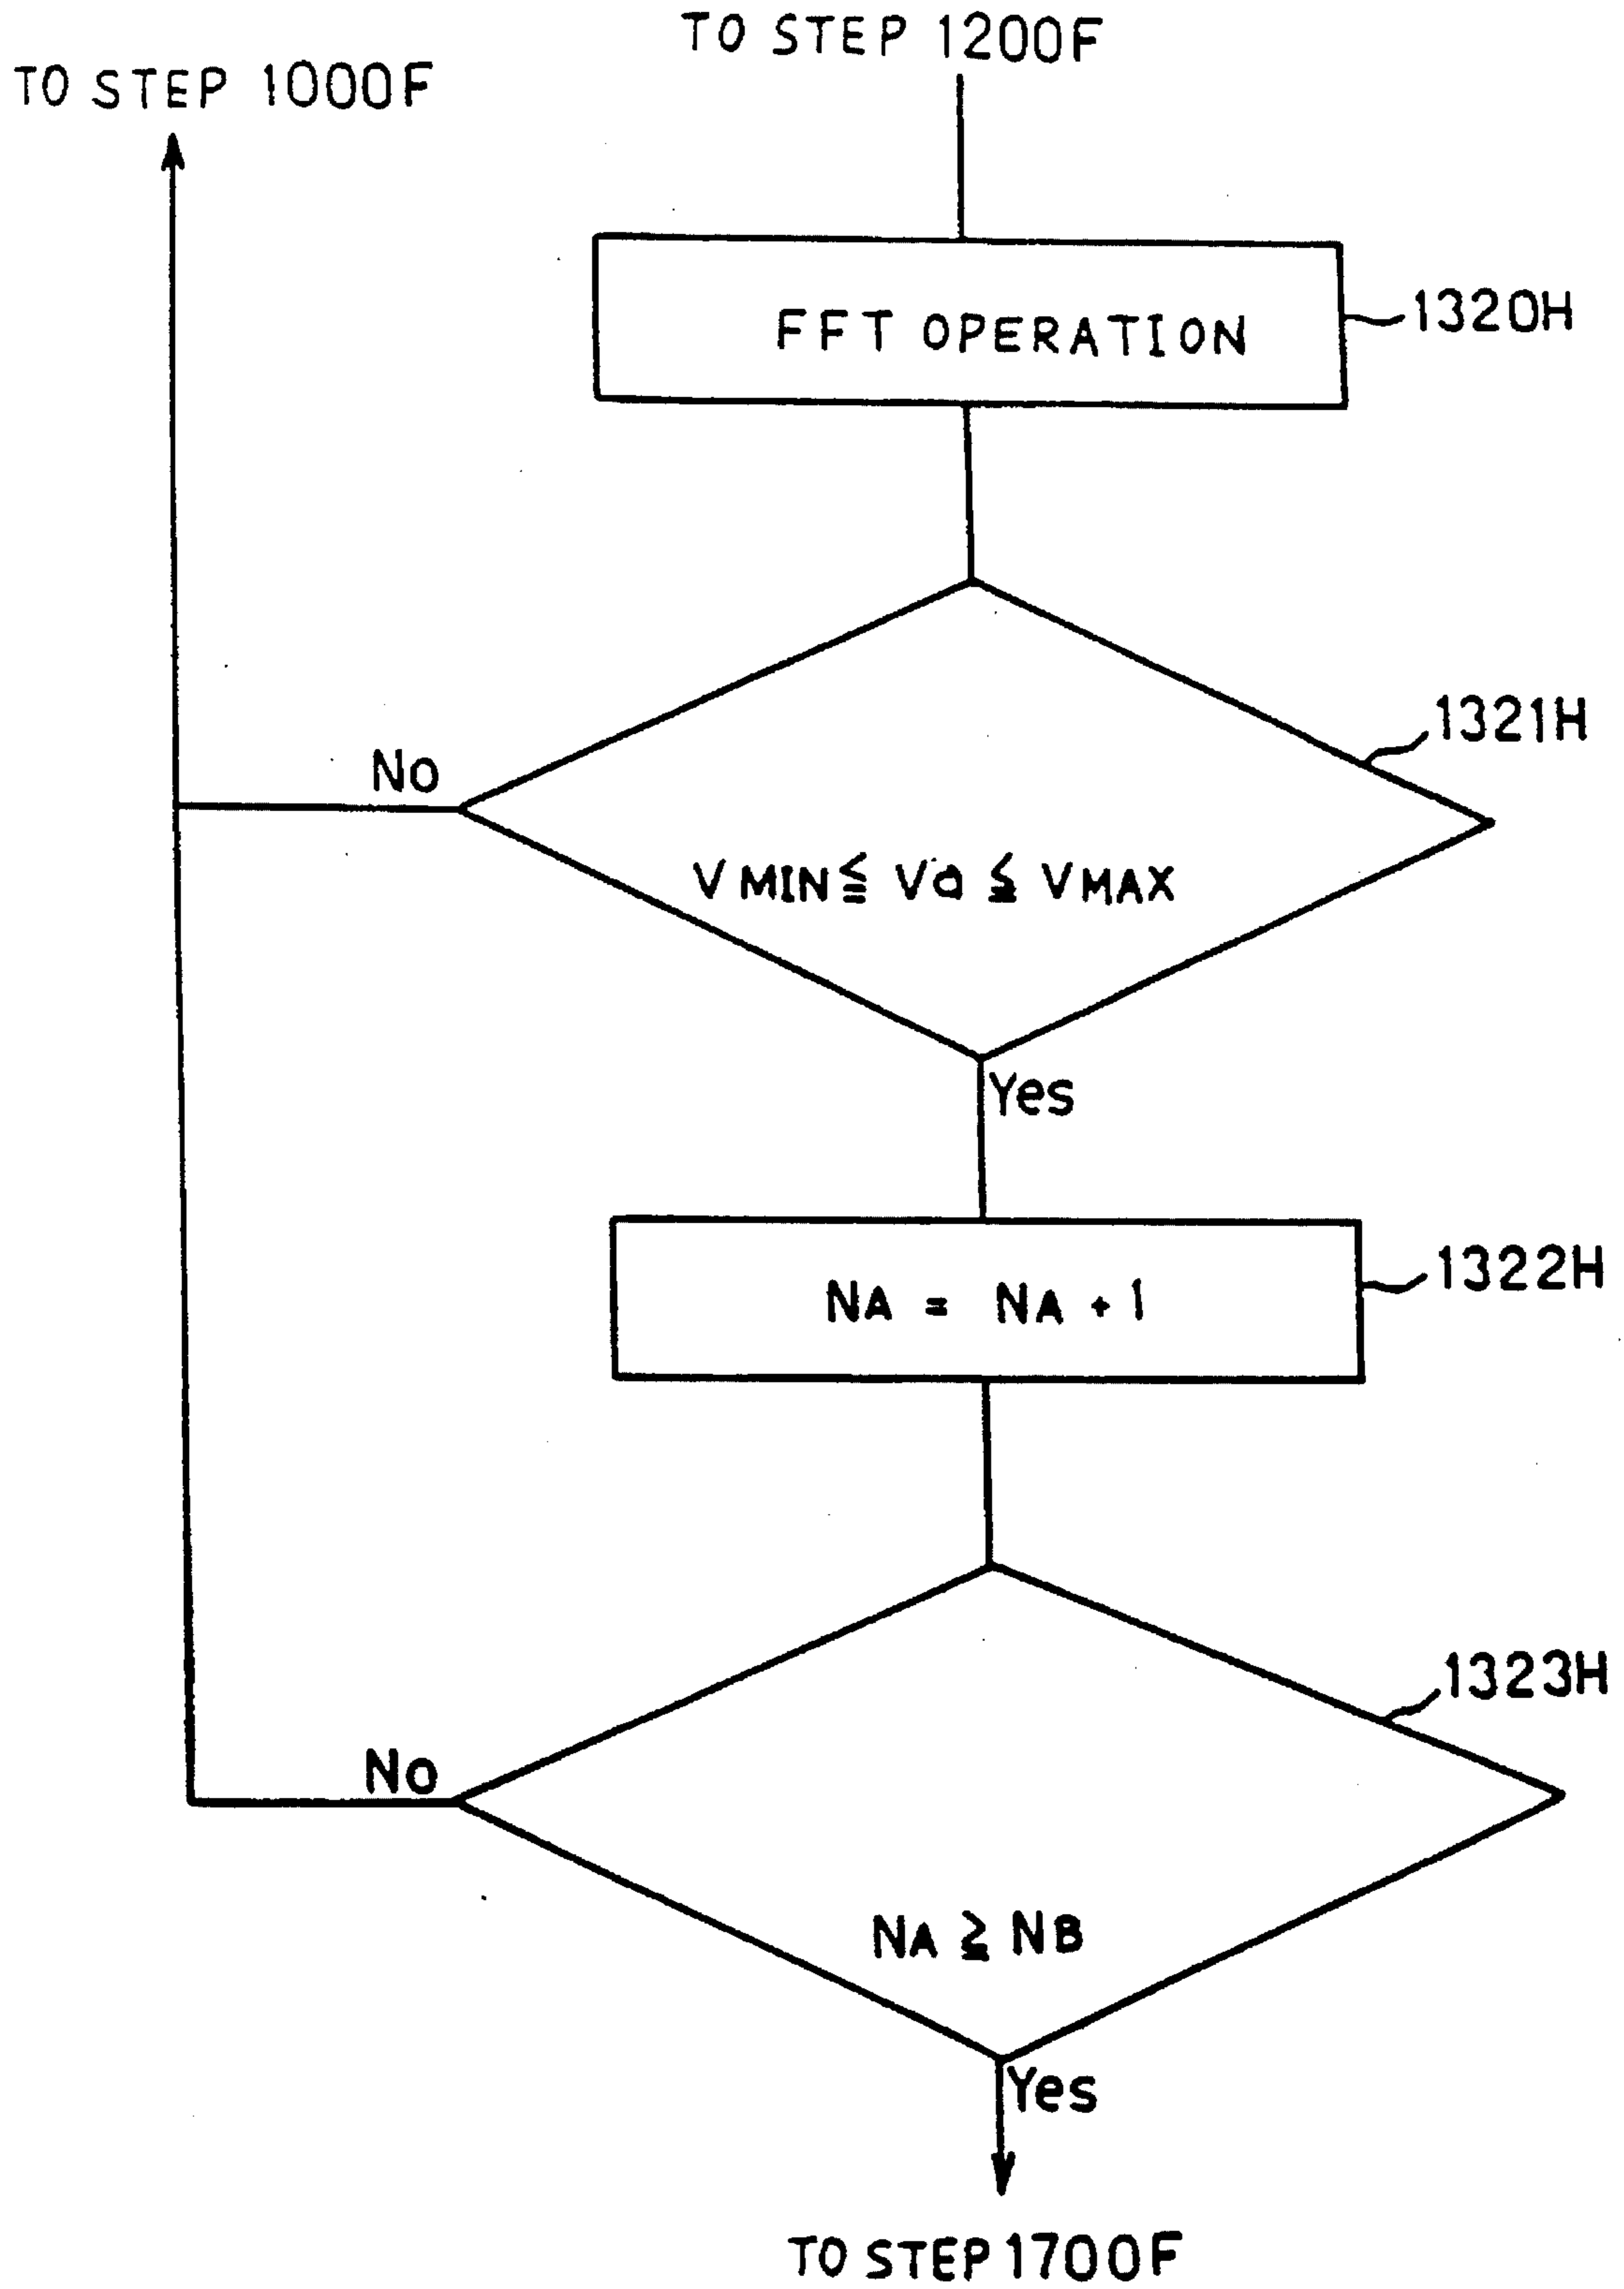 TO STEP 1200F
TO STEP 1000F
FFT OPERATION
1320H
1321H
No
VMIN ≦ Va ≦ VMAX
Yes
1322H
NA = NA + 1
1323H
No
NA ≧ NB
Yes
TO STEP 1700F